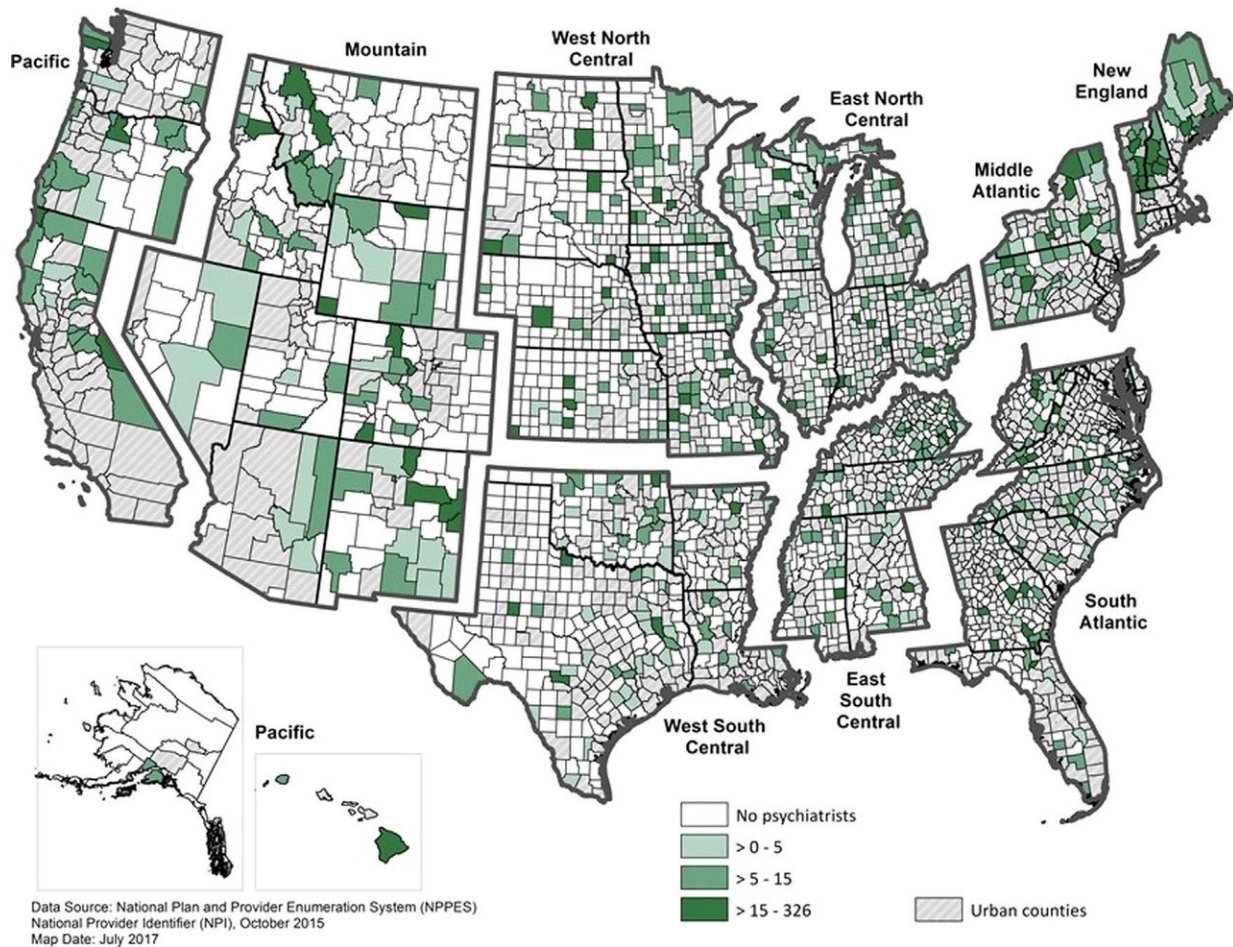 Pacific
Mountain
West North
Central
East North
Central
New
England
Middle
Atlantic
South
Atlantic
East
South
Central
West South
Central
Pacific
No psychiatrists
> 0 - 5
> 5 - 15
> 15 - 326
Urban counties
Data Source: National Plan and Provider Enumeration System (NPPES)
National Provider Identifier (NPI), October 2015
Map Date: July 2017